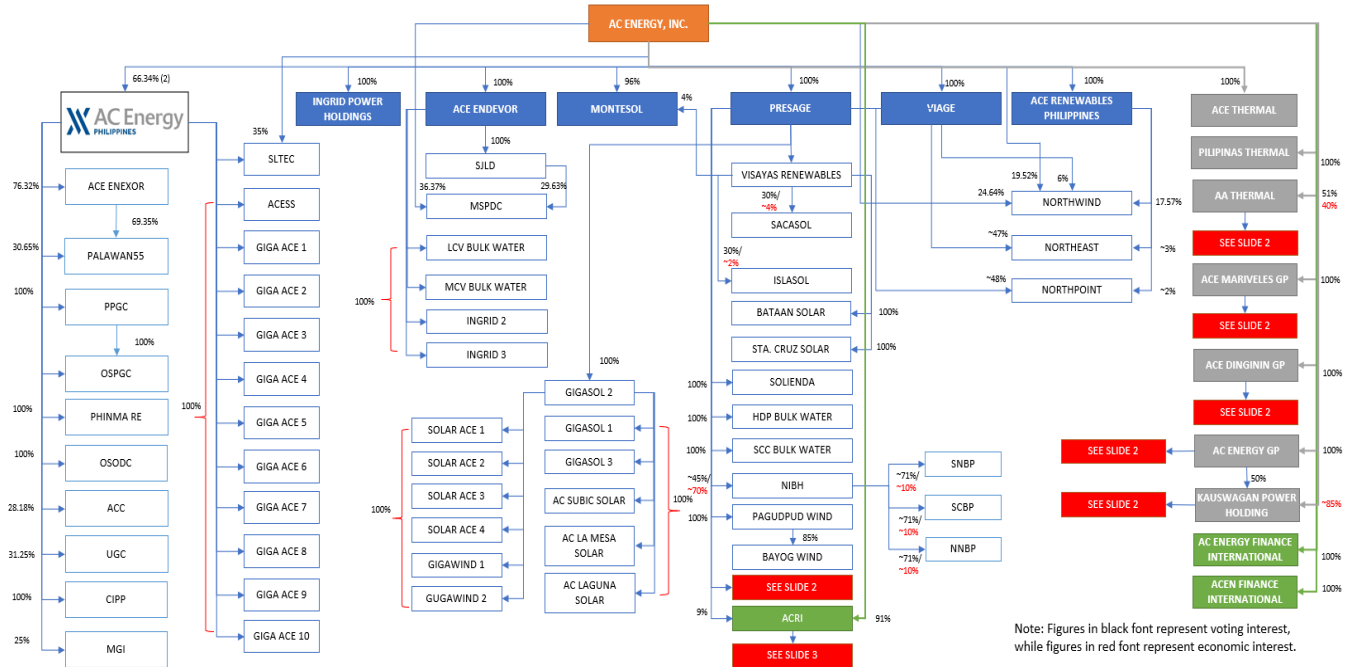 AC ENERGY, INC.
66.34% (2)
100%
100%
96%
100%
100%
100%
100%
AC Energy
PHILIPPINES
INGRID POWER
HOLDINGS
ACE ENDEVOR
MONTESOL
4%
PRESAGE
VIAGE
ACE RENEWABLES
PHILIPPINES
ACE THERMAL
76.32%
ACE ENEXOR
69.35%
30.65%
PALAWAN55
100%
PPGC
100%
OSPGC
100%
PHINMA RE
100%
OSODC
28.18%
ACC
31.25%
UGC
100%
CIPP
25%
MGI
35%
SLTEC
ACESS
GIGA ACE 1
GIGA ACE 2
GIGA ACE 3
GIGA ACE 4
100%
GIGA ACE 5
GIGA ACE 6
GIGA ACE 7
GIGA ACE 8
GIGA ACE 9
GIGA ACE 10
100%
SJLD
36.37%
29.63%
MSPDC
LCV BULK WATER
MCV BULK WATER
100%
INGRID 2
INGRID 3
100%
GIGASOL 2
SOLAR ACE 1
SOLAR ACE 2
SOLAR ACE 3
SOLAR ACE 4
GIGAWIND 1
GUGAWIND 2
100%
GIGASOL 1
GIGASOL 3
AC SUBIC SOLAR
AC LA MESA
SOLAR
AC LAGUNA
SOLAR
100%
VISAYAS RENEWABLES
30%/
~4%
SACASOL
30%/
~2%
ISLASOL
BATAAN SOLAR
100%
STA. CRUZ SOLAR
100%
100%
SOLIENDA
100%
HDP BULK WATER
100%
SCC BULK WATER
~45%/
~70%
NIBH
100%
PAGUDPUD WIND
85%
BAYOG WIND
SEE SLIDE 2
9%
ACRI
91%
SEE SLIDE 3
SNBP
~71%/
~10%
SCBP
~71%/
~10%
NNBP
~71%/
~10%
19.52%
6%
24.64%
NORTHWIND
17.57%
~47%
NORTHEAST
~3%
~48%
NORTHPOINT
~2%
PILIPINAS THERMAL
100%
AA THERMAL
51%
40%
SEE SLIDE 2
ACE MARIVELES GP
100%
SEE SLIDE 2
ACE DINGININ GP
100%
SEE SLIDE 2
SEE SLIDE 2
AC ENERGY GP
100%
50%
SEE SLIDE 2
KAUSWAGAN POWER
HOLDING
~85%
AC ENERGY FINANCE
INTERNATIONAL
100%
ACEN FINANCE
INTERNATIONAL
100%
Note: Figures in black font represent voting interest,
while figures in red font represent economic interest.